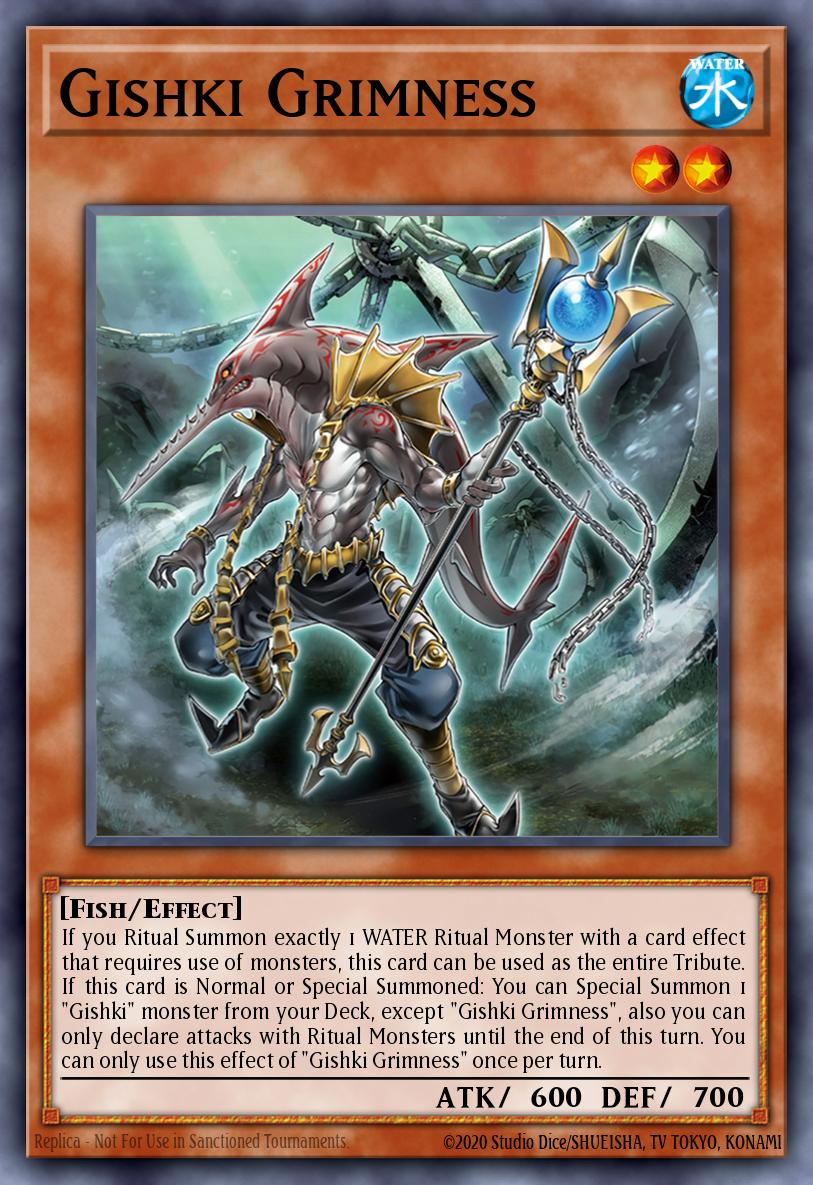 Gishki Grimness
WATER
水
[Fish/Effect]
If you Ritual Summon exactly 1 WATER Ritual Monster with a card effect
that requires use of monsters, this card can be used as the entire Tribute.
If this card is Normal or Special Summoned: You can Special Summon 1
"Gishki" monster from your Deck, except "Gishki Grimness", also you can
only declare attacks with Ritual Monsters until the end of this turn. You
can only use this effect of "Gishki Grimness" once per turn.
ATK/ 600 DEF/ 700
Replica - Not For Use in Sanctioned Tournaments.
©2020 Studio Dice/SHUEISHA, TV TOKYO, KONAMI